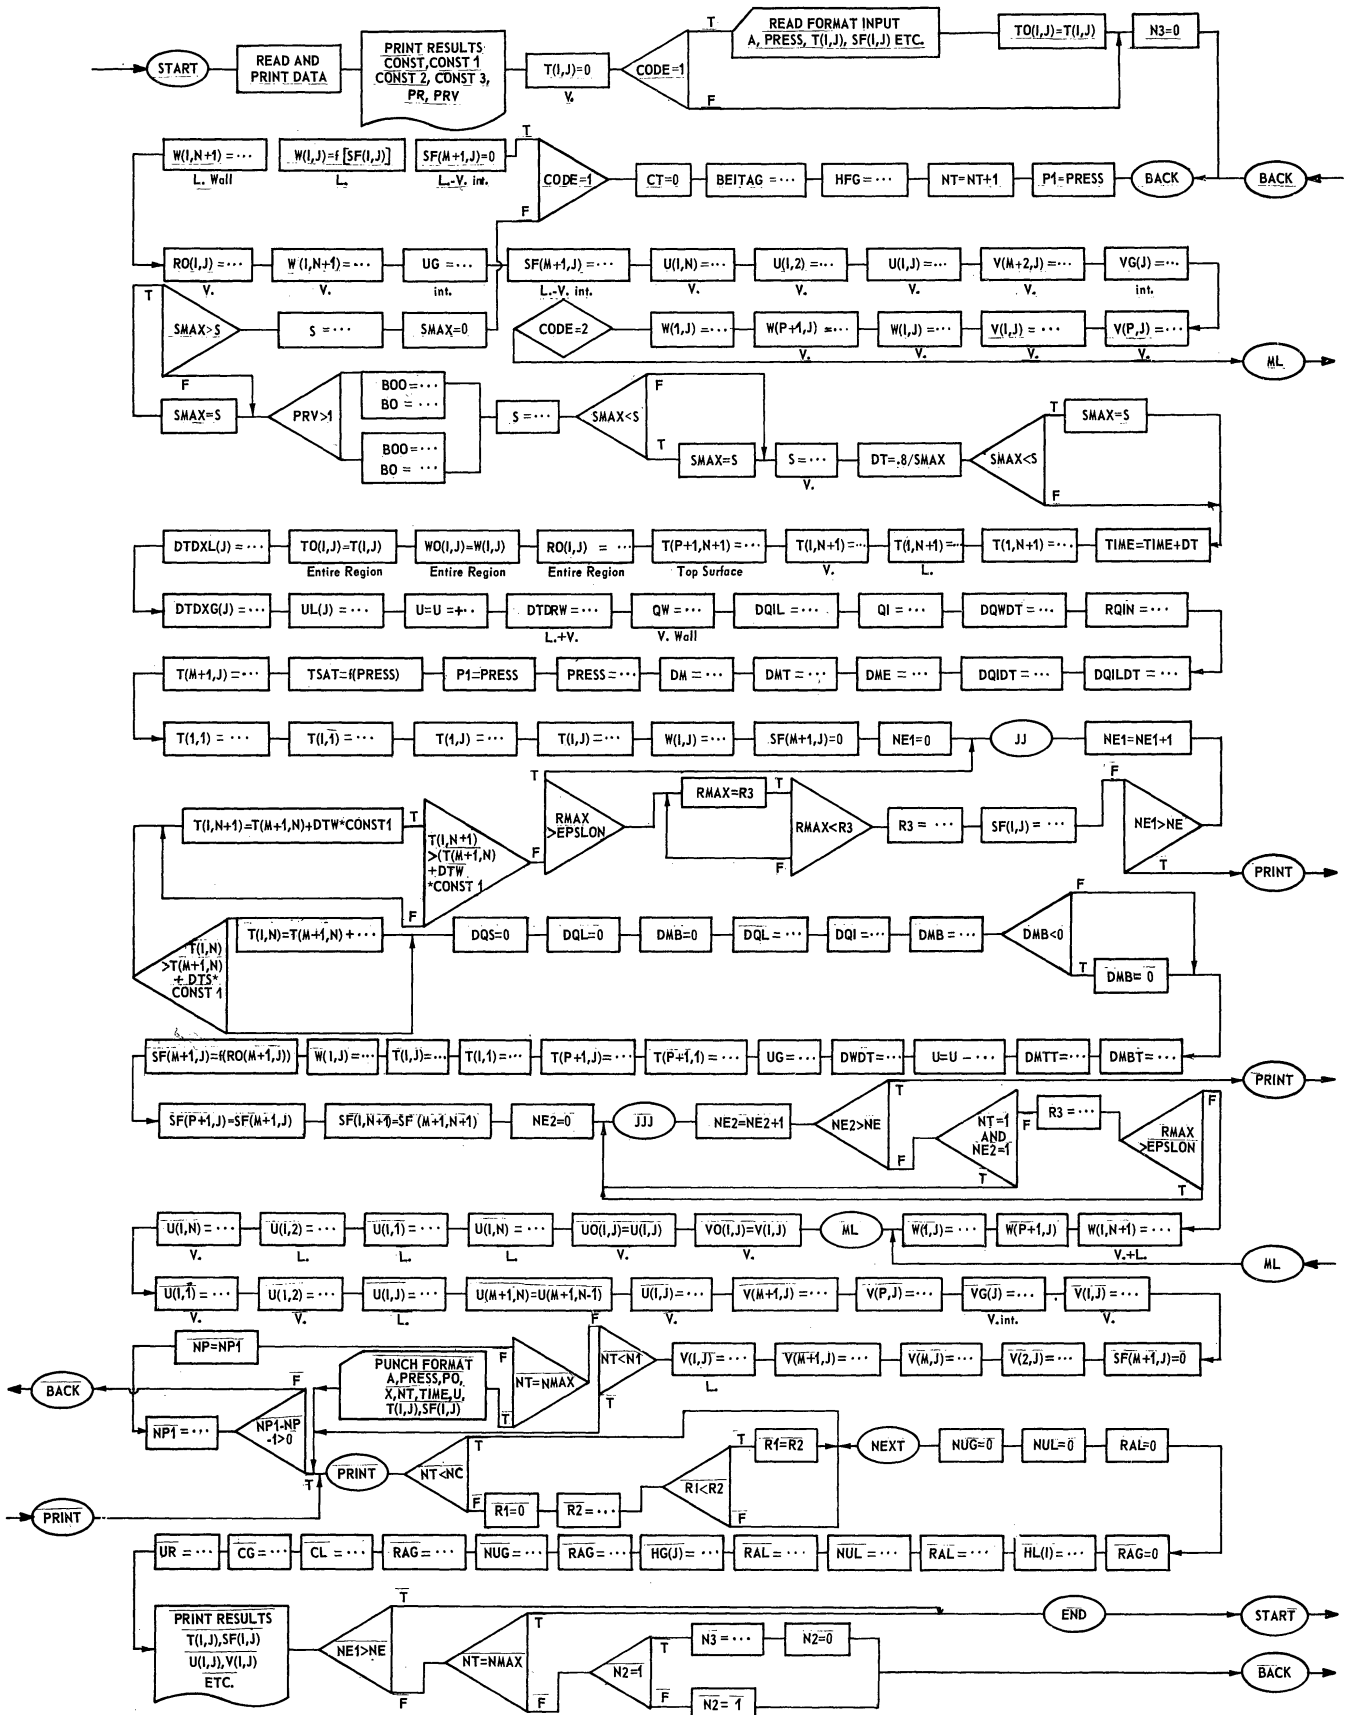 START
READ AND
PRINT DATA
PRINT RESULTS
CONST, CONST 1
CONST 2, CONST 3,
PR, PRV
T(I,J)=0
V.
CODE=1
T
F
READ FORMAT INPUT
A, PRESS, T(I,J), SF(I,J) ETC.
TO(I,J)=T(I,J)
N3=0
W(I,N+1) = ···
L. Wall
W(I,J)=f [SF(I,J)]
L.
SF(M+1,J)=0
L.-V. int.
T
CODE=1
F
CT=0
BEITAG = ···
HFG= ···
NT=NT+1
P1=PRESS
BACK
BACK
RO(I,J) = ···
V.
W(I,N+1)= ···
V.
UG = ···
int.
SF(M+1,J) = ···
L.-V. int.
U(I,N)= ···
V.
U(I,2) = ···
V.
U(I,J)= ···
V.
V(M+2,J)= ···
V.
VG(J) = ···
int.
T
SMAX>S
F
S= ···
SMAX=0
CODE=2
W(1,J) = ···
W(P+1,J) = ···
V.
W(I,J)= ···
V.
V(I,J) = ···
V.
V(P,J)= ···
V.
ML
SMAX=S
PRV>1
BOO= ···
BO = ···
BOO= ···
BO = ···
S = ···
SMAX<S
F
T
SMAX=S
S= ···
V.
DT=.8/SMAX
SMAX<S
T
F
SMAX=S
DTDXL(J)= ···
TO(I,J)=T(I,J)
Entire Region
WO(I,J)=W(I,J)
Entire Region
RO(I,J) = ···
Entire Region
T(P+1,N+1) = ···
Top Surface
T(I,N+1)= ···
V.
T(1,N+1)= ···
L.
T(1,N+1)= ···
TIME=TIME+DT
DTDXG(J) = ···
UL(J) = ···
U=U = + ··
DTDRW= ···
L.+V.
QW= ···
V. Wall
DQIL= ···
QI = ···
DQWDT= ···
RQIN= ···
T(M+1,J) = ···
TSAT=f(PRESS)
P1=PRESS
PRESS= ···
DM= ···
DMT = ···
DME = ···
DQIDT= ···
DQILDT= ···
T(1,1) = ···
T(I,1)= ···
T(1,J) = ···
T(I,J)= ···
W(I,J)= ···
SF(M+1,J)=0
NE1=0
JJ
NE1=NE1+1
T(I,N+1)=T(M+1,N)+DTW*CONST1
T
T(I,N+1)
>(T(M+1,N)
+DTW
*CONST 1
F
T
RMAX
>EPSLON
F
RMAX=R3
T
RMAX<R3
F
R3 = ···
SF(I,J)= ···
F
NE1>NE
T
PRINT
T(I,N)
>T(M+1,N)
+ DTS*
CONST 1
T(I,N)=T(M+1,N)+ ···
DQS=0
DQL=0
DMB=0
DQL= ···
DQI= ···
DMB= ···
F
DMB<0
T
DMB= 0
SF(M+1,J)=f(RO(M+1,J))
W(I,J)= ···
T(I,J)= ···
T(I,1)= ···
T(P+1,J)= ···
T(P+1,1) = ···
UG= ···
DWDT= ···
U=U - ···
DMTT= ···
DMBT= ···
PRINT
SF(P+1,J)=SF(M+1,J)
SF(I,N+1)=SF (M+1,N+1)
NE2=0
JJJ
NE2=NE2+1
NE2>NE
T
F
NT=1
AND
NE2=1
F
T
R3= ···
RMAX
>EPSLON
F
T
U(I,N)= ···
V.
U(I,2)= ···
L.
U(I,1)= ···
L.
U(I,N)= ···
L.
UO(I,J)=U(I,J)
V.
VO(I,J)=V(I,J)
V.
ML
W(1,J)= ···
W(P+1,J)
W(I,N+1)= ···
V.+L.
ML
U(I,1)= ···
V.
U(I,2)= ···
V.
U(I,J)= ···
L.
U(M+1,N)=U(M+1,N-1)
U(I,J)= ···
V.
V(M+1,J)= ···
V(P,J)= ···
VG(J)= ···
V.int.
V(I,J)= ···
V.
NP=NP1
PUNCH FORMAT
A,PRESS,PO,
X,NT,TIME,U,
T(I,J),SF(I,J)
F
NT=NMAX
T
F
NT<N1
T
V(I,J)= ···
L.
V(M+1,J)= ···
V(M,J)= ···
V(2,J)= ···
SF(M+1,J)=0
BACK
NP1= ···
F
NP1-NP
-1>0
T
PRINT
NT<NC
T
F
R1=0
R2= ···
R1<R2
T
F
R1=R2
NEXT
NUG=0
NUL=0
RAL=0
PRINT
UR = ···
CG= ···
CL = ···
RAG= ···
NUG= ···
RAG= ···
HG(J)= ···
RAL= ···
NUL= ···
RAL= ···
HL(I)= ···
RAG=0
PRINT RESULTS
T(I,J),SF(I,J)
U(I,J),V(I,J)
ETC.
T
NE1>NE
F
T
NT=NMAX
F
N2=1
T
F
N3= ···
N2=0
N2= 1
END
START
BACK